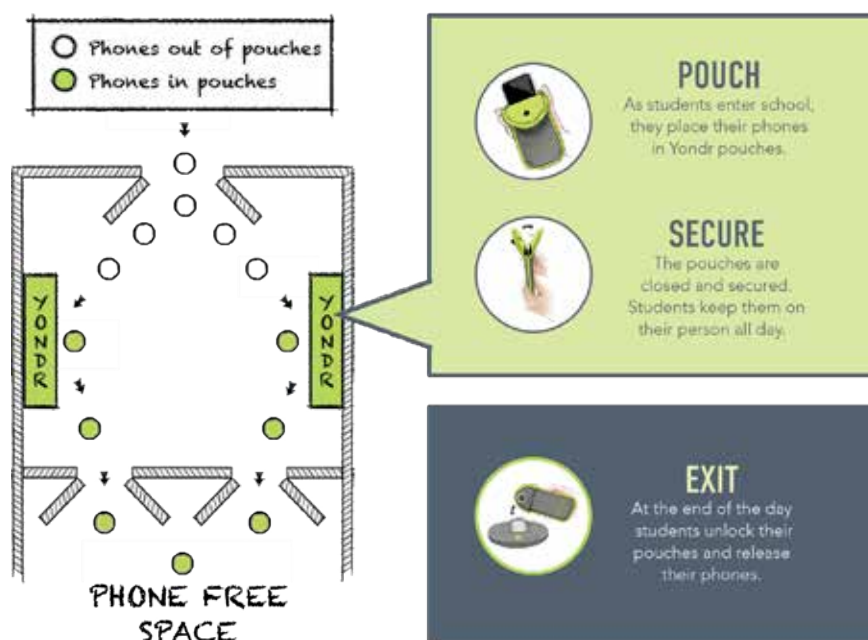 Phones out of pouches
Phones in pouches
YONDR
YONDR
PHONE FREE
SPACE
POUCH
As students enter school,
they place their phones
in Yondr pouches.
SECURE
The pouches are
closed and secured.
Students keep them on
their person all day.
EXIT
At the end of the day
students unlock their
pouches and release
their phones.